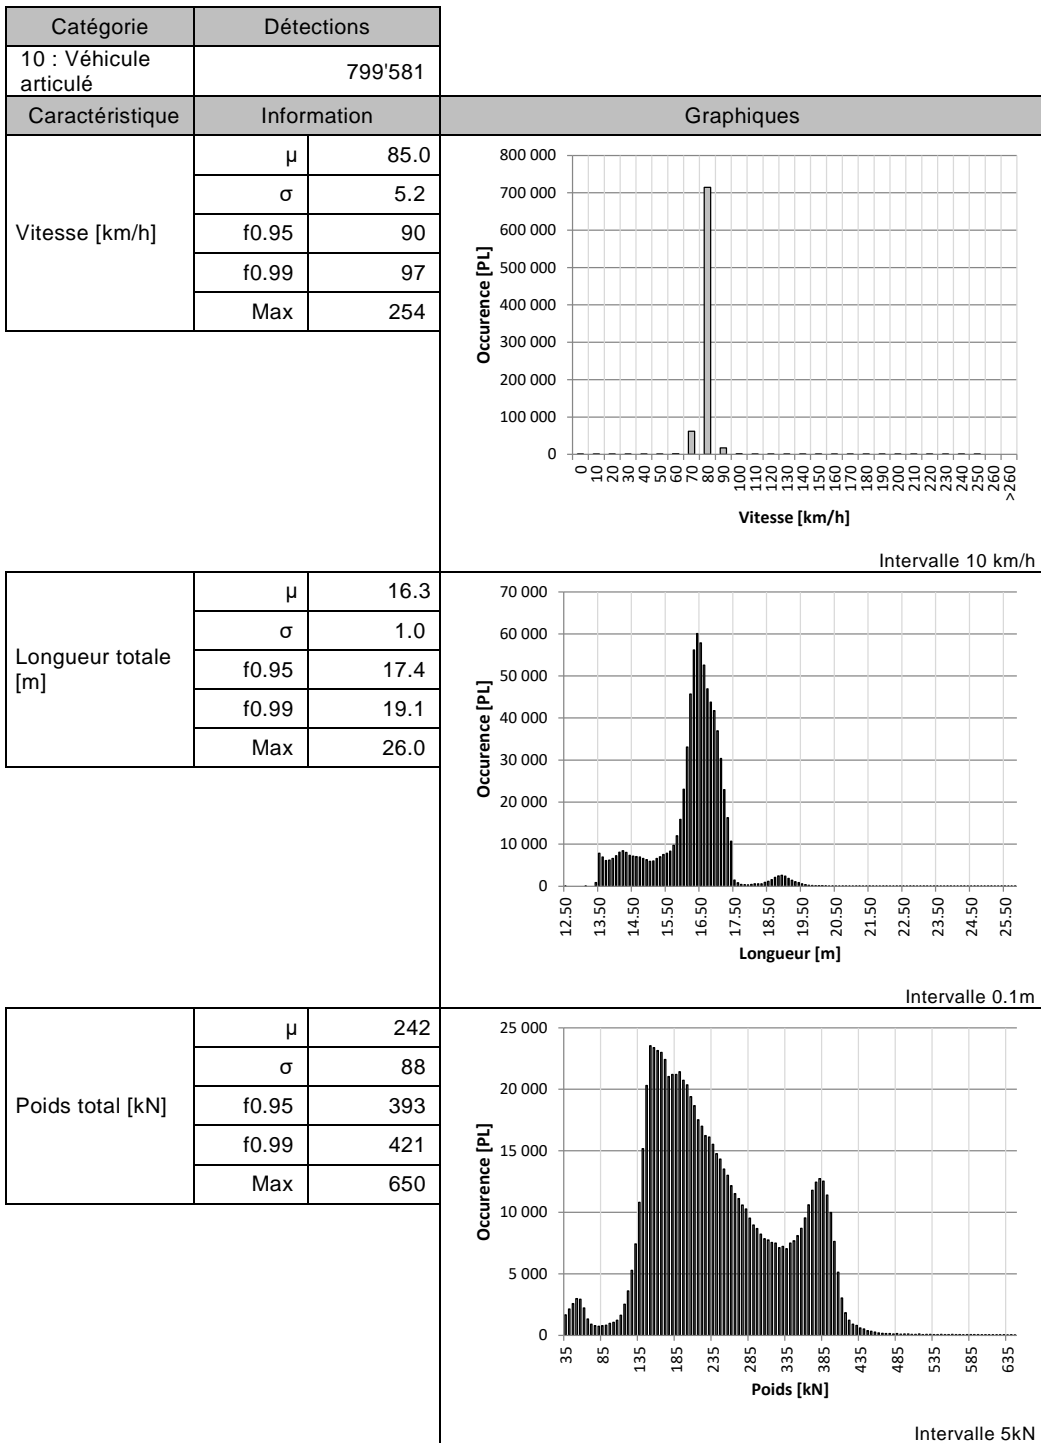 Catégorie Détections
10 : Véhicule
articulé
799'581
Caractéristique Information Graphiques
Vitesse [km/h]
µ 85.0
σ 5.2
f0.95 90
f0.99 97
Max 254
800 000
700 000
600 000
500 000
400 000
300 000
200 000
100 000
0
Occurence [PL]
0 10 20 30 40 50 60 70 80 90 100 110 120 130 140 150 160 170 180 190 200 210 220 230 240 250 260 >260
Vitesse [km/h]
Intervalle 10 km/h
Longueur totale
[m]
µ 16.3
σ 1.0
f0.95 17.4
f0.99 19.1
Max 26.0
70 000
60 000
50 000
40 000
30 000
20 000
10 000
0
Occurence [PL]
12.50 13.50 14.50 15.50 16.50 17.50 18.50 19.50 20.50 21.50 22.50 23.50 24.50 25.50
Longueur [m]
Intervalle 0.1m
Poids total [kN]
µ 242
σ 88
f0.95 393
f0.99 421
Max 650
25 000
20 000
15 000
10 000
5 000
0
Occurence [PL]
35 85 135 185 235 285 335 385 435 485 535 585 635
Poids [kN]
Intervalle 5kN